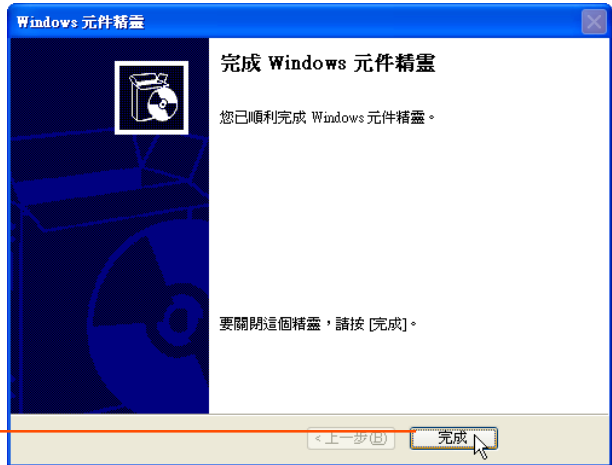 Windows 元件精靈
完成 Windows 元件精靈
您已順利完成 Windows 元件精靈。
要關閉這個精靈，請按 [完成]。
<上一步(B)
完成